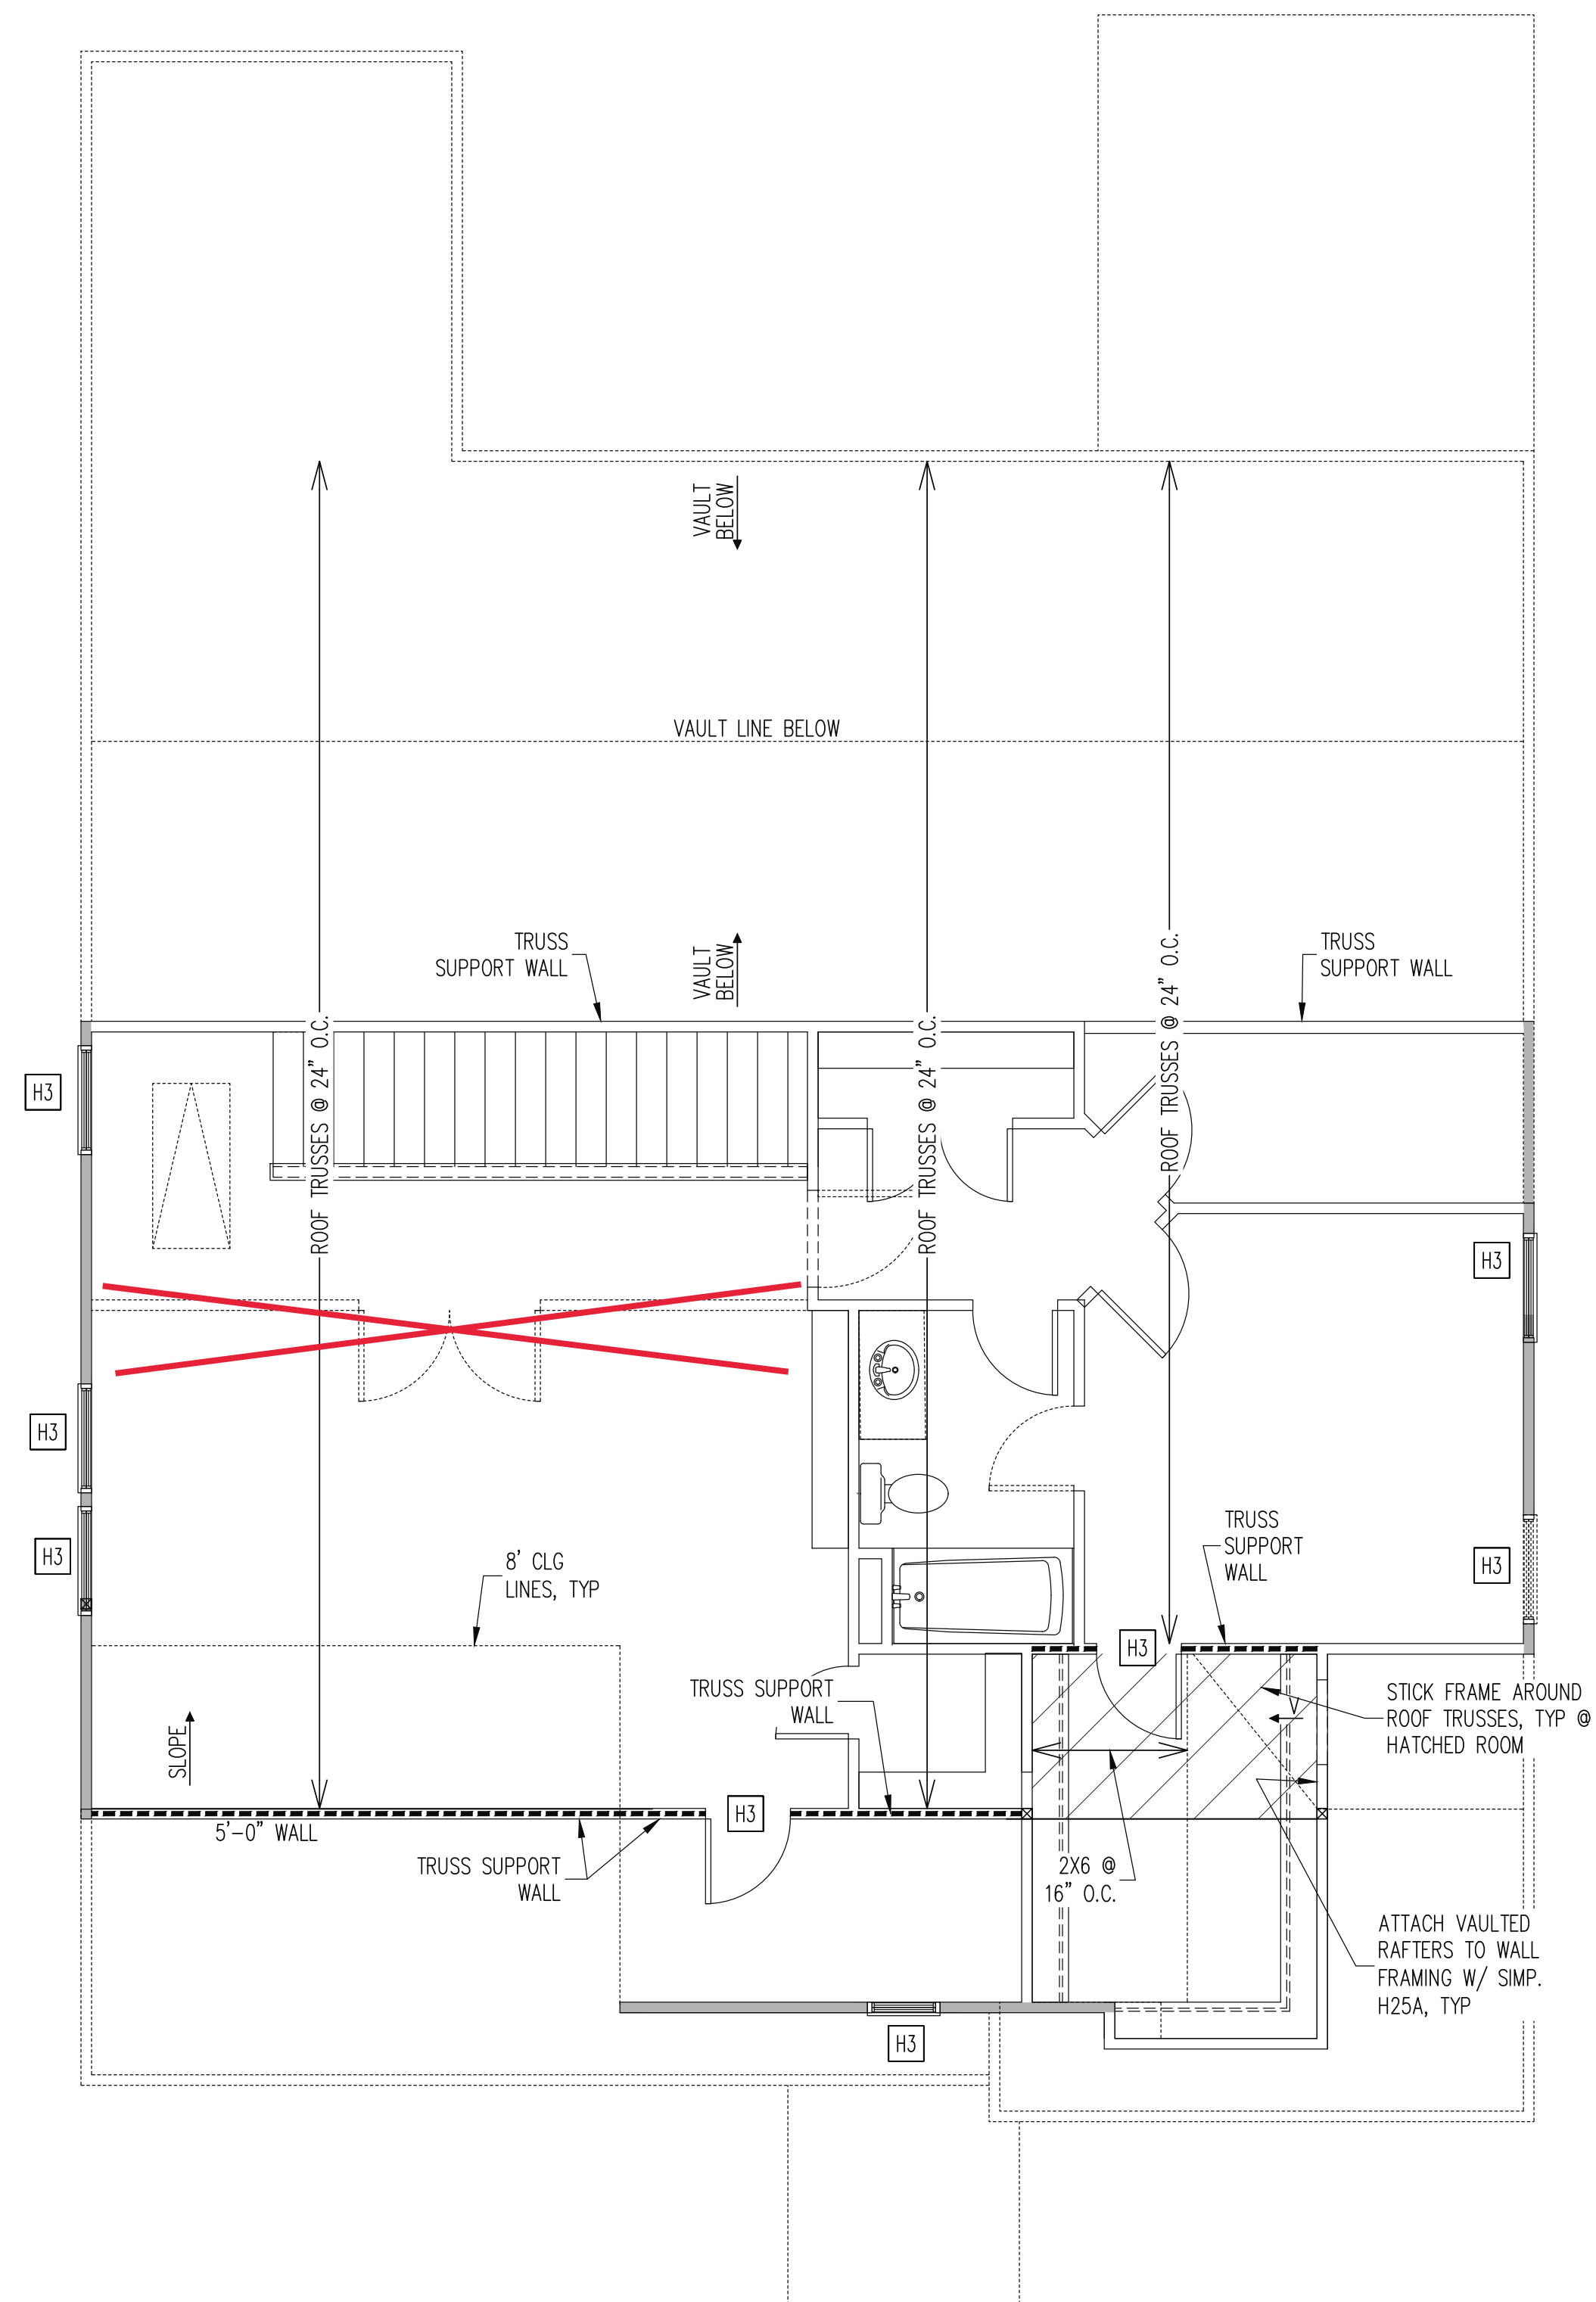 VAULT
BELOW
VAULT LINE BELOW
TRUSS
SUPPORT WALL
VAULT
BELOW
TRUSS
SUPPORT WALL
ROOF TRUSSES @ 24" O.C.
ROOF TRUSSES @ 24" O.C.
ROOF TRUSSES @ 24" O.C.
H3
H3
H3
H3
H3
8' CLG
LINES, TYP
TRUSS
SUPPORT
WALL
H3
TRUSS SUPPORT
WALL
STICK FRAME AROUND
ROOF TRUSSES, TYP @
HATCHED ROOM
V
SLOPE
H3
5'-0" WALL
TRUSS SUPPORT
WALL
2X6 @
16" O.C.
ATTACH VAULTED
RAFTERS TO WALL
FRAMING W/ SIMP.
H25A, TYP
H3